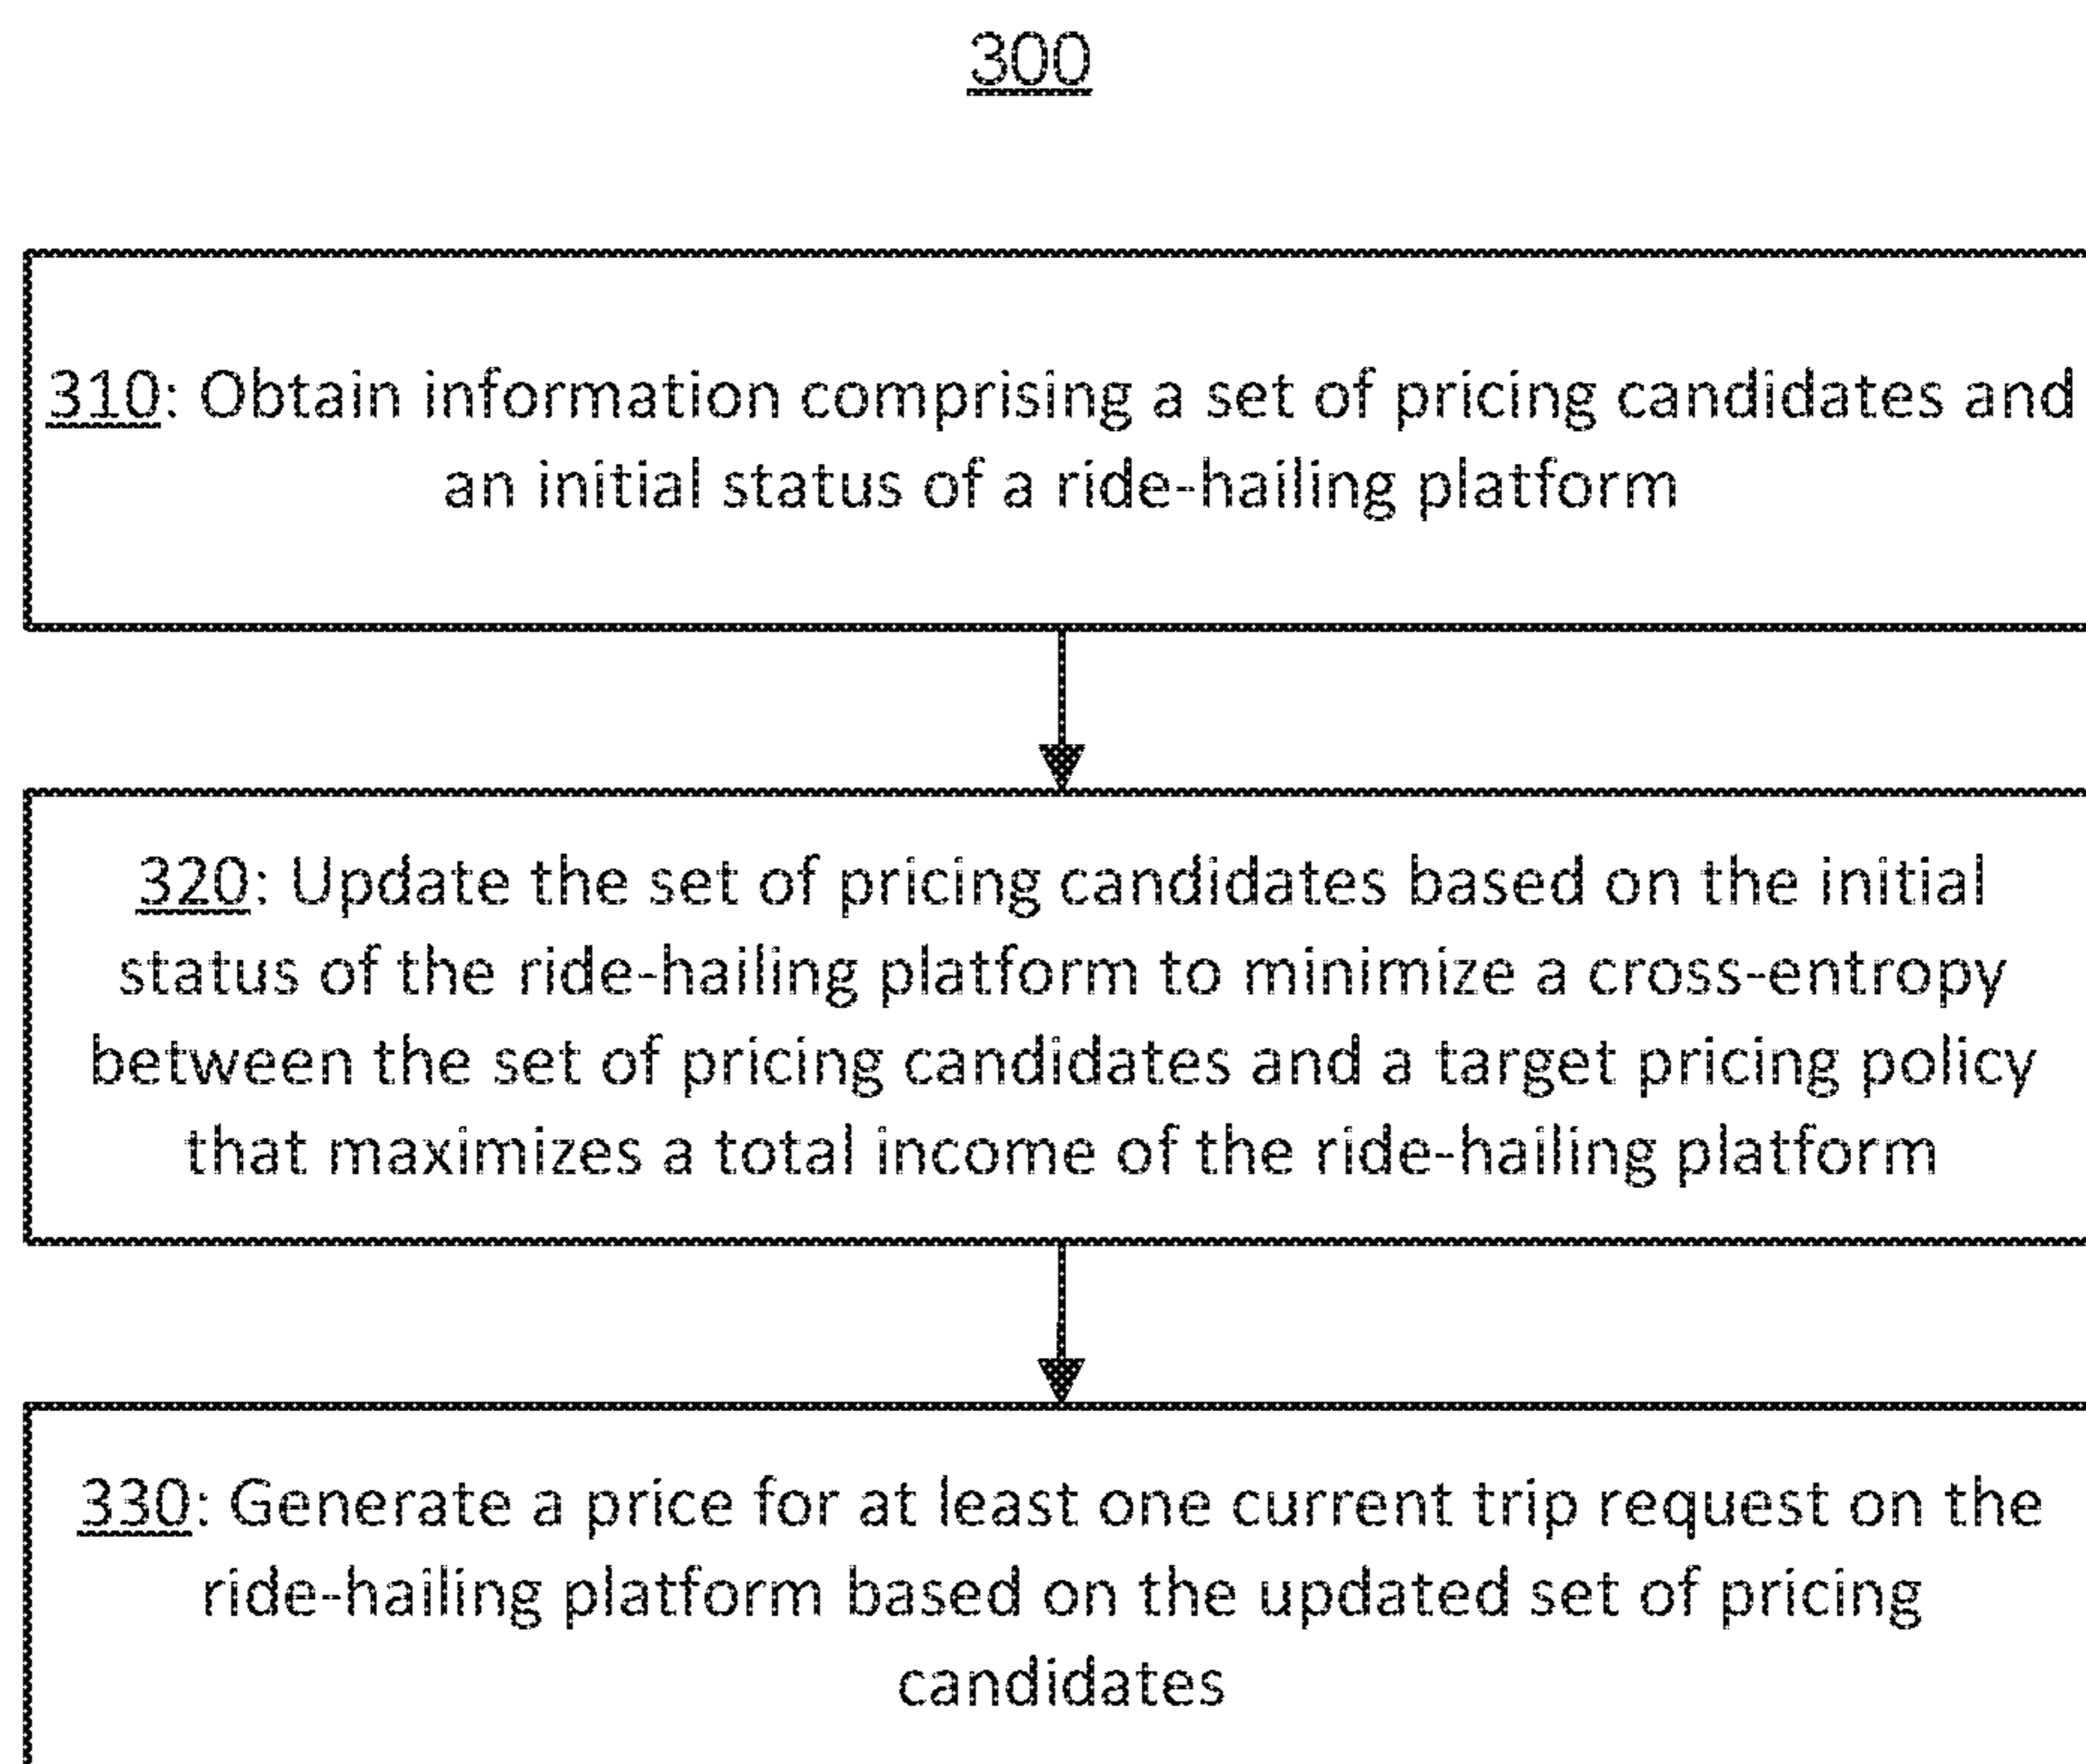 300
310: Obtain information comprising a set of pricing candidates and
an initial status of a ride-hailing platform
320: Update the set of pricing candidates based on the initial
status of the ride-hailing platform to minimize a cross-entropy
between the set of pricing candidates and a target pricing policy
that maximizes a total income of the ride-hailing platform
330: Generate a price for at least one current trip request on the
ride-hailing platform based on the updated set of pricing
candidates